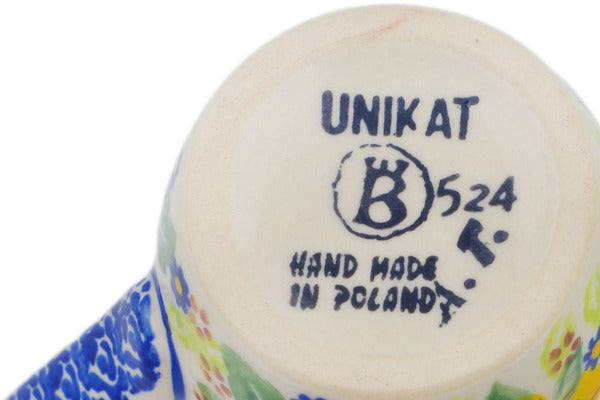 UNIKAT
B 524
HAND MADE
IN POLAND